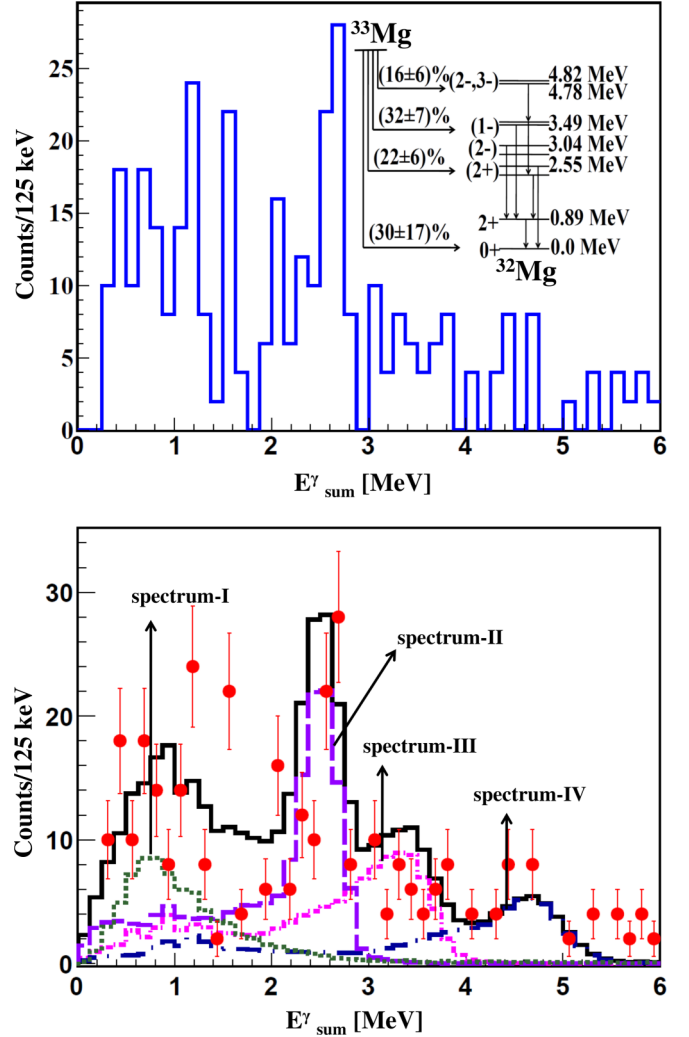 25
20
15
10
5
0
Counts/125 keV
33Mg
(16±6)%
(2-,3-)
4.82 MeV
4.78 MeV
(32±7)%
(1-)
3.49 MeV
(2-)
3.04 MeV
(22±6)%
(2+)
2.55 MeV
2+
0.89 MeV
(30±17)%
0+
0.0 MeV
32Mg
0 1 2 3 4 5 6
Eγ sum [MeV]
30
20
10
0
Counts/125 keV
spectrum-I
spectrum-II
spectrum-III
spectrum-IV
0 1 2 3 4 5 6
Eγ sum [MeV]